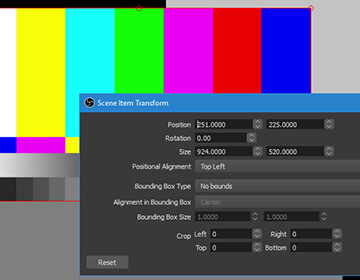 Scene Item Transform
Position 251.0000 225.0000
Rotation 0.00
Size 924.0000 520.0000
Positional Alignment Top Left
Bounding Box Type No bounds
Alignment in Bounding Box Center
Bounding Box Size 1.0000 1.0000
Crop Left 0 Right 0
Top 0 Bottom 0
Reset